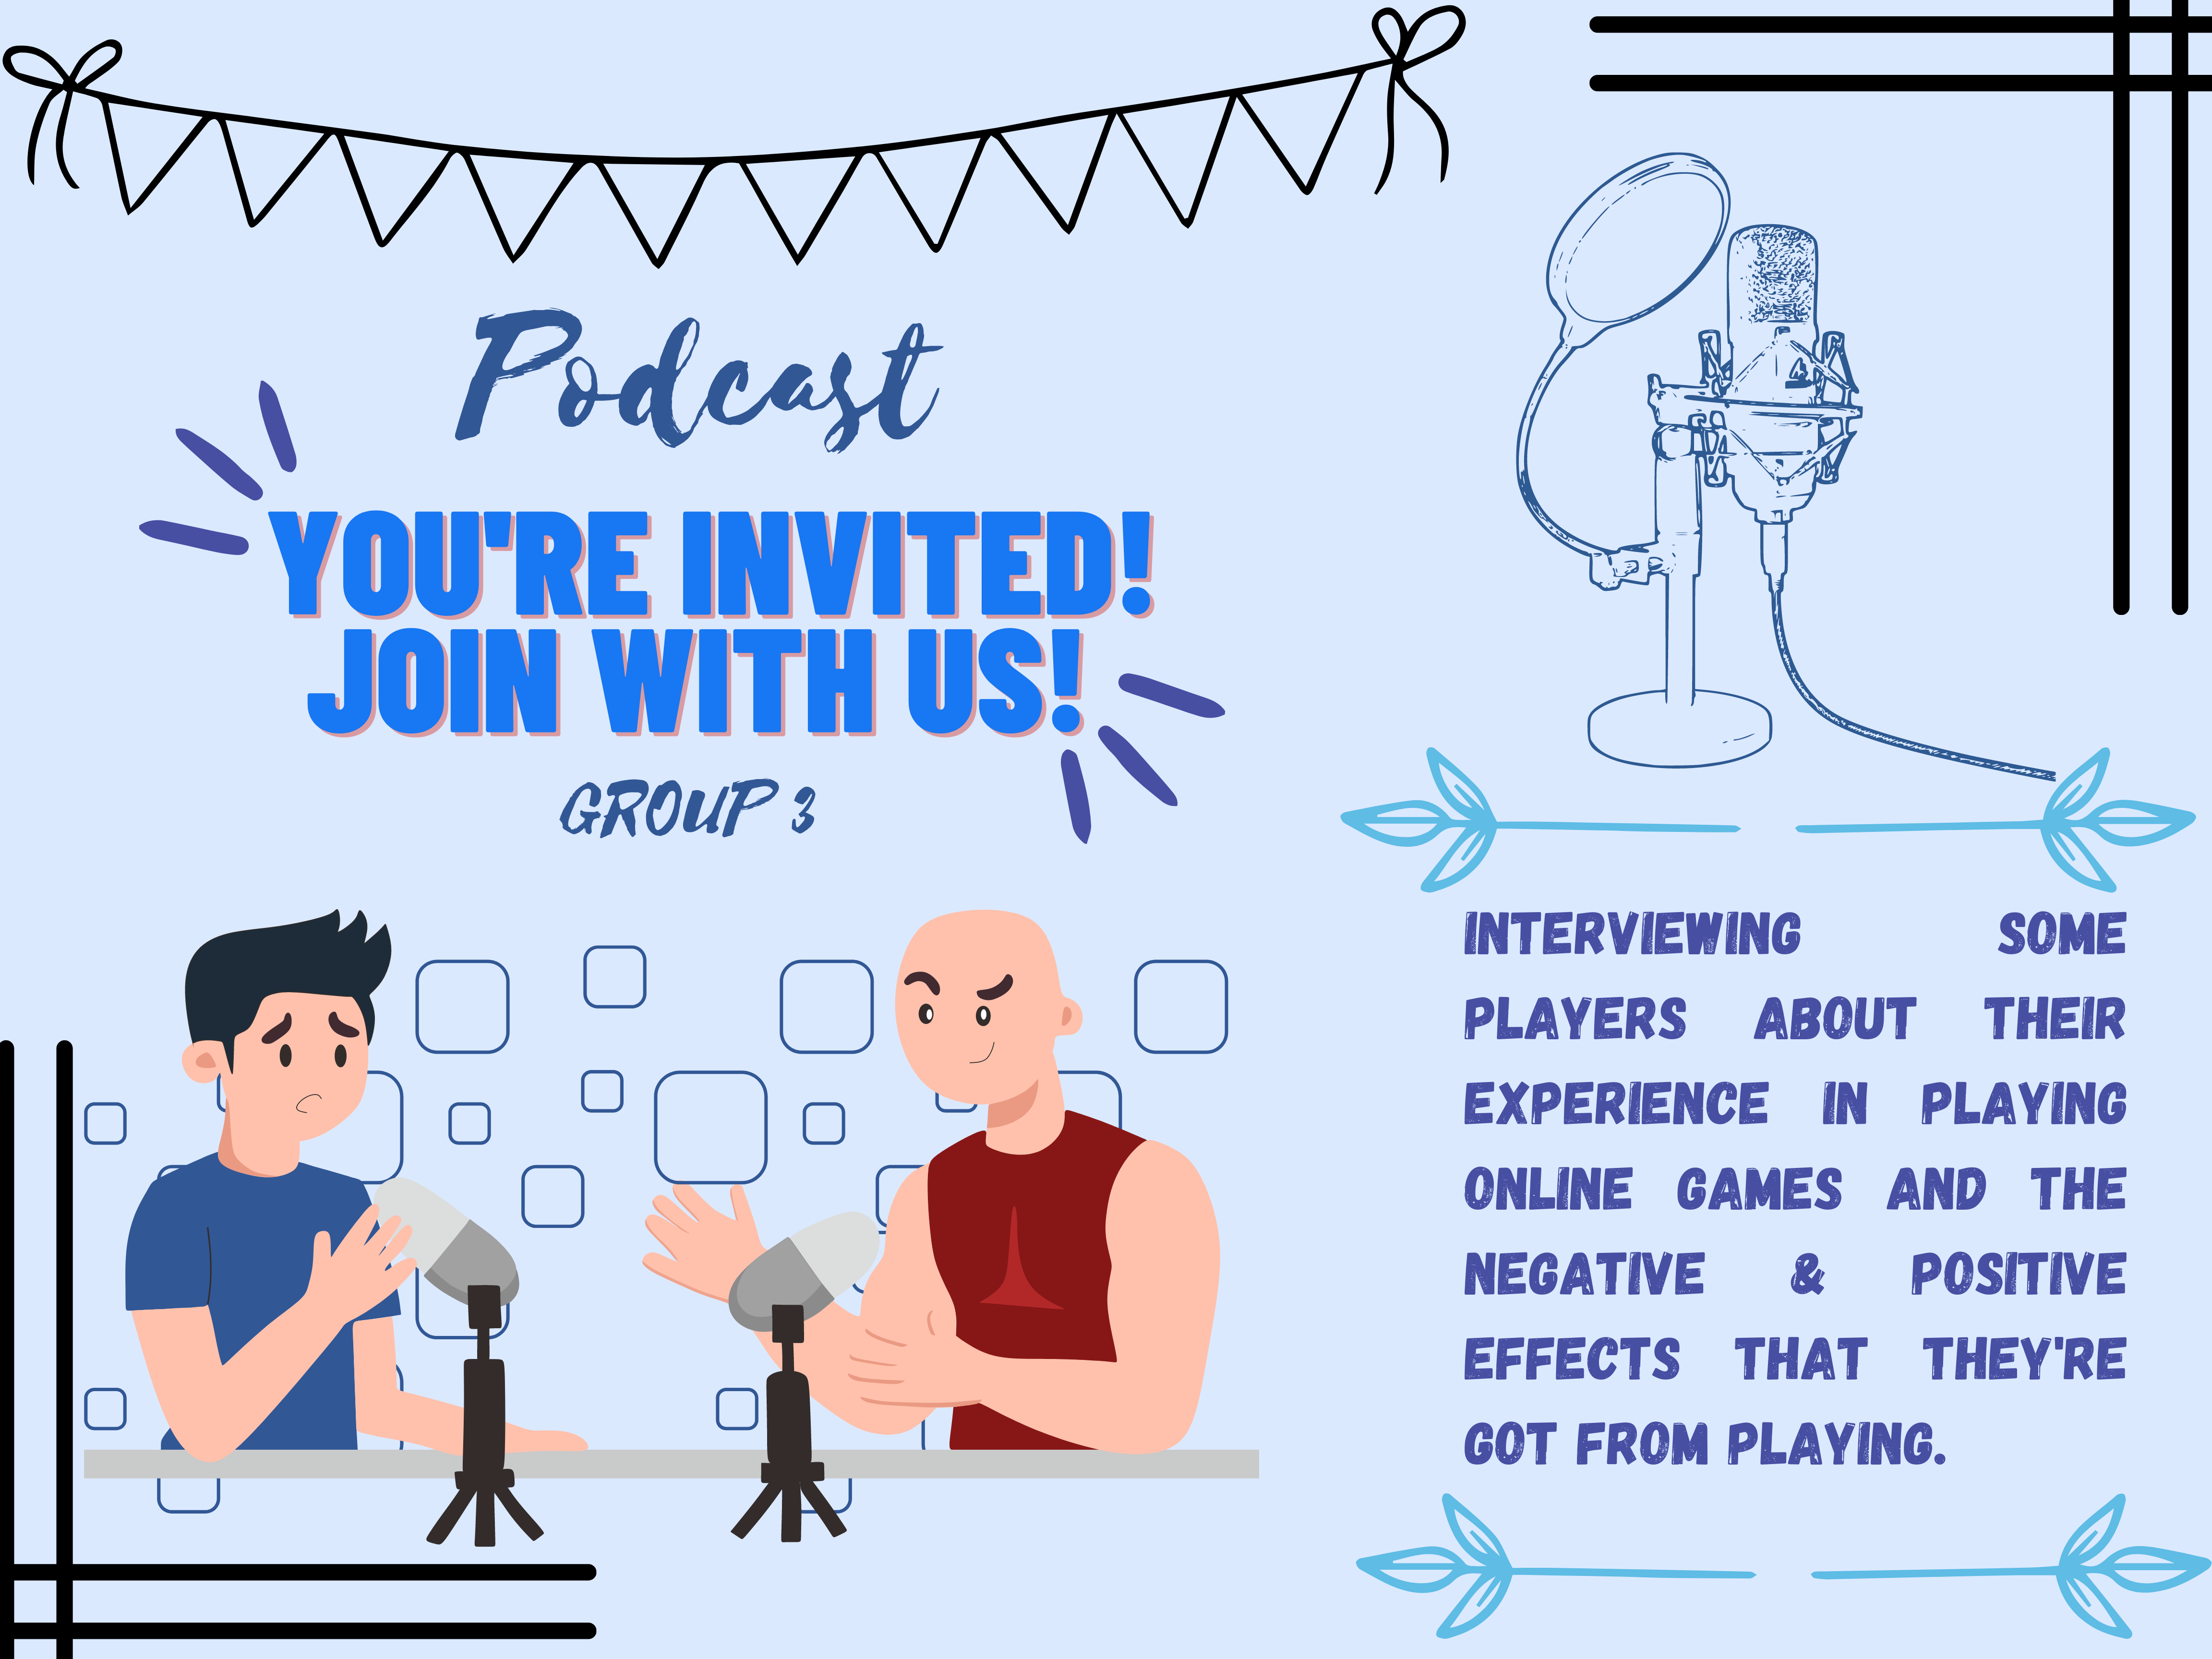 Podcast
YOU'RE INVITED!
JOIN WITH US!
GROUP 3
INTERVIEWING SOME
PLAYERS ABOUT THEIR
EXPERIENCE IN PLAYING
ONLINE GAMES AND THE
NEGATIVE & POSITIVE
EFFECTS THAT THEY'RE
GOT FROM PLAYING.